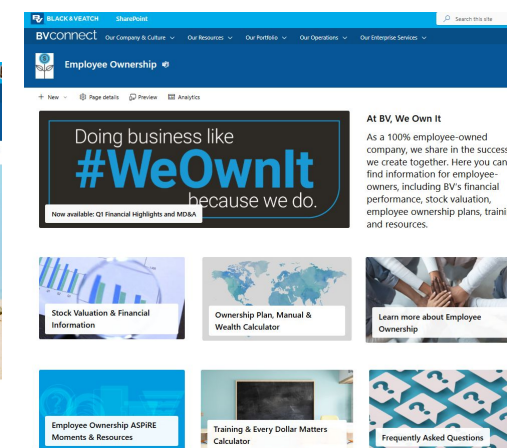 BLACK & VEATCH SharePoint Search this site
BVconnect Our Company & Culture Our Resources Our Portfolio Our Operations Our Enterprise Services
Employee Ownership
+ New Page details Preview Analytics
Doing business like
#WeOwnIt
because we do.
Now available: Q1 Financial Highlights and MD&A
At BV, We Own It
As a 100% employee-owned
company, we share in the success
we create together. Here you can
find information for employee-
owners, including BV's financial
performance, stock valuation,
employee ownership plans,
and resources.
Stock Valuation & Financial
Information
Ownership Plan, Manual &
Wealth Calculator
Learn more about Employee
Ownership
Employee Ownership ASPiRE
Moments & Resources
Training & Every Dollar Matters
Calculator
Frequently Asked Questions